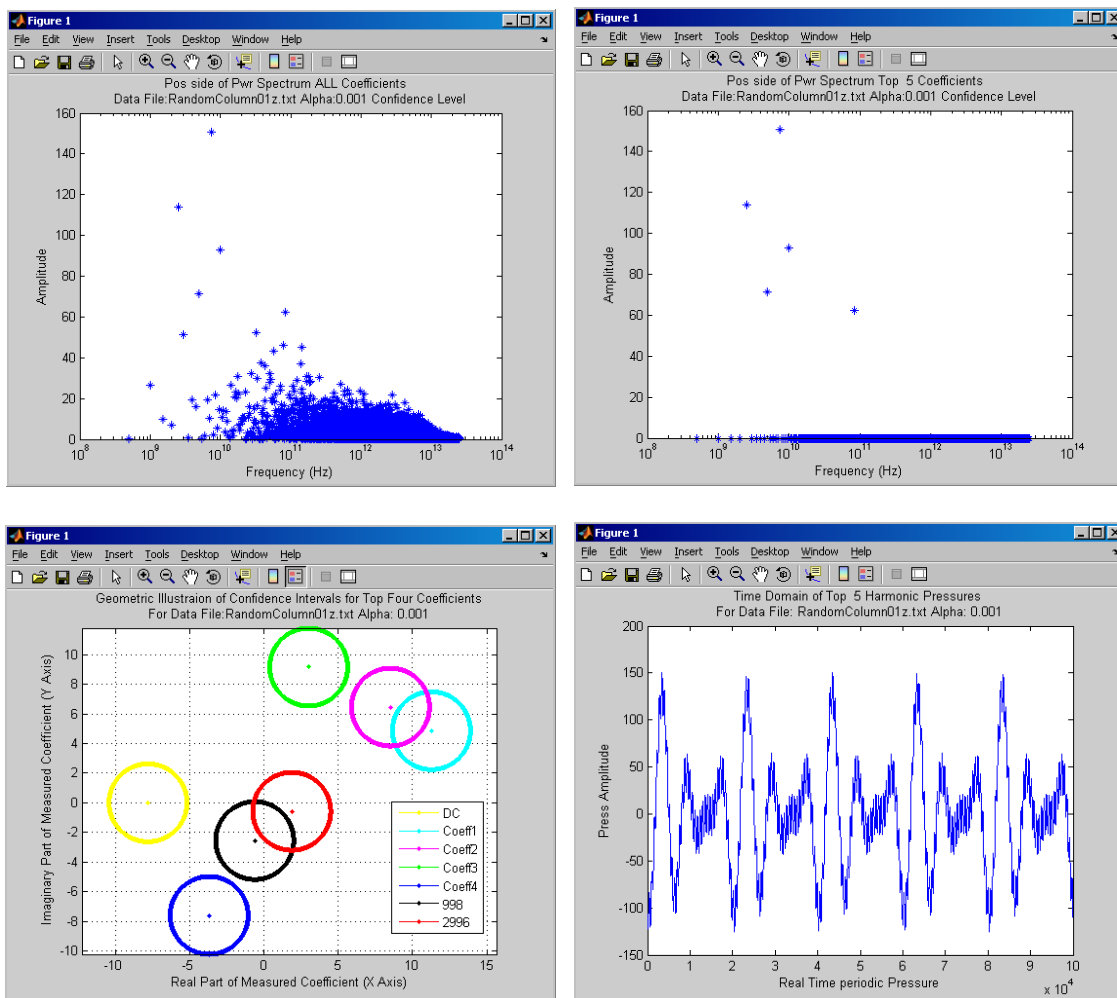 Figure 1
File Edit View Insert Tools Desktop Window Help
Pos side of Pwr Spectrum ALL Coefficients
Data File:RandomColumn01z.txt Alpha:0.001 Confidence Level
160
140
120
100
80
60
40
20
0
Amplitude
10^8 10^9 10^10 10^11 10^12 10^13 10^14
Frequency (Hz)
Figure 1
File Edit View Insert Tools Desktop Window Help
Pos side of Pwr Spectrum Top 5 Coefficients
Data File:RandomColumn01z.txt Alpha:0.001 Confidence Level
160
140
120
100
80
60
40
20
0
Amplitude
10^8 10^9 10^10 10^11 10^12 10^13 10^14
Frequency (Hz)
Figure 1
File Edit View Insert Tools Desktop Window Help
Geometric Illustraion of Confidence Intervals for Top Four Coefficients
For Data File:RandomColumn01z.txt Alpha: 0.001
10
8
6
4
2
0
-2
-4
-6
-8
-10
Imaginary Part of Measured Coefficient (Y Axis)
DC
Coeff1
Coeff2
Coeff3
Coeff4
998
2996
-10 -5 0 5 10 15
Real Part of Measured Coefficient (X Axis)
Figure 1
File Edit View Insert Tools Desktop Window Help
Time Domain of Top 5 Harmonic Pressures
For Data File: RandomColumn01z.txt Alpha: 0.001
200
150
100
50
0
-50
-100
-150
Press Amplitude
0 1 2 3 4 5 6 7 8 9 10
Real Time periodic Pressure
x 10^4